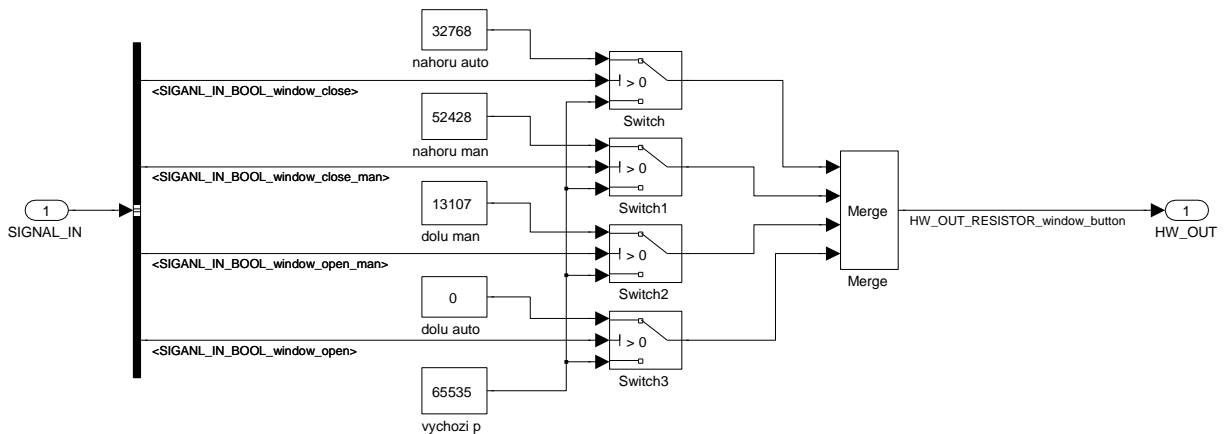 32768
nahoru auto
> 0
Switch
<SIGANL_IN_BOOL_window_close>
52428
nahoru man
> 0
Switch1
<SIGANL_IN_BOOL_window_close_man>
1
SIGNAL_IN
13107
dolu man
> 0
Switch2
<SIGANL_IN_BOOL_window_open_man>
0
dolu auto
> 0
Switch3
<SIGANL_IN_BOOL_window_open>
65535
vychozi p
Merge
Merge
HW_OUT_RESISTOR_window_button
1
HW_OUT